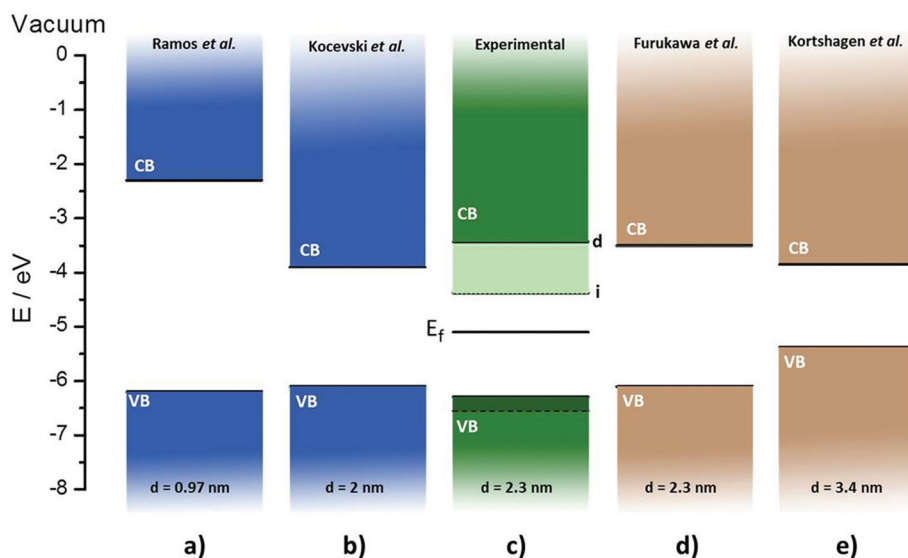 Vacuum
Ramos et al.
Kocevski et al.
Experimental
Furukawa et al.
Kortshagen et al.
0
-1
-2
-3
-4
-5
-6
-7
-8
E / eV
CB
CB
CB
CB
CB
d
i
E_f
VB
VB
VB
VB
VB
d = 0.97 nm
d = 2 nm
d = 2.3 nm
d = 2.3 nm
d = 3.4 nm
a)
b)
c)
d)
e)